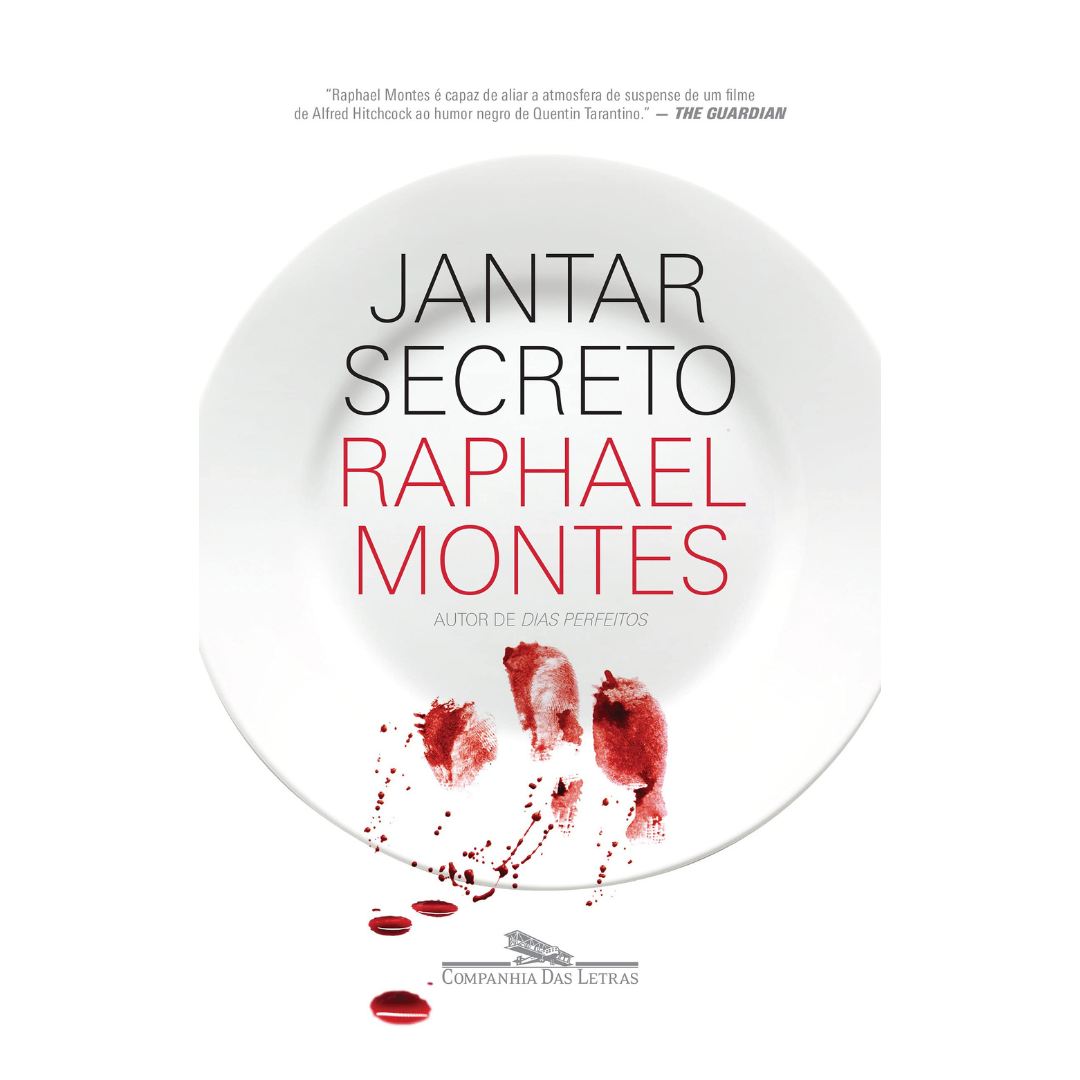 “Raphael Montes é capaz de aliar a atmosfera de suspense de um filme
de Alfred Hitchcock ao humor negro de Quentin Tarantino.” — THE GUARDIAN
JANTAR
SECRETO
RAPHAEL
MONTES
AUTOR DE DIAS PERFEITOS
COMPANHIA DAS LETRAS